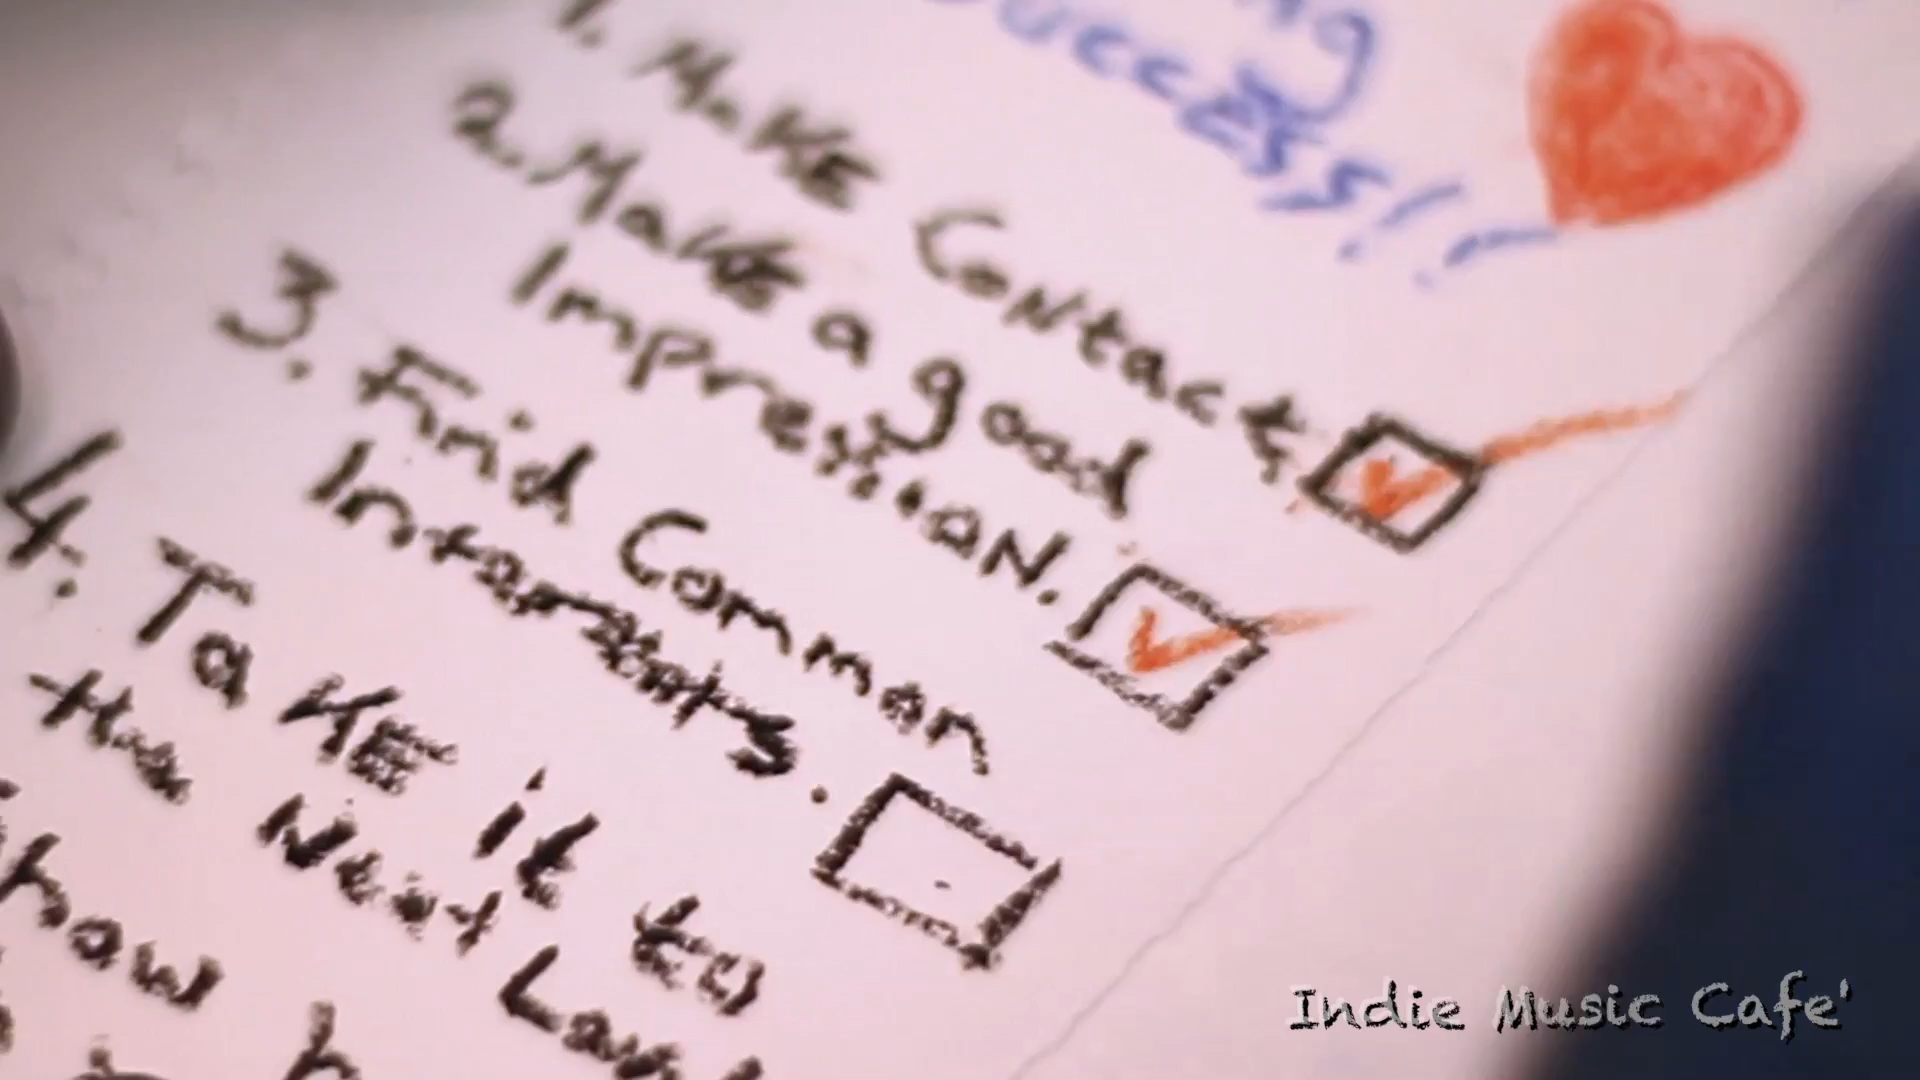 Success!!
1. Make Contact,
2. Make a good
Impression.
3. Find Common
Interests.
4. Take it to
the Next
Indie Music Cafe'